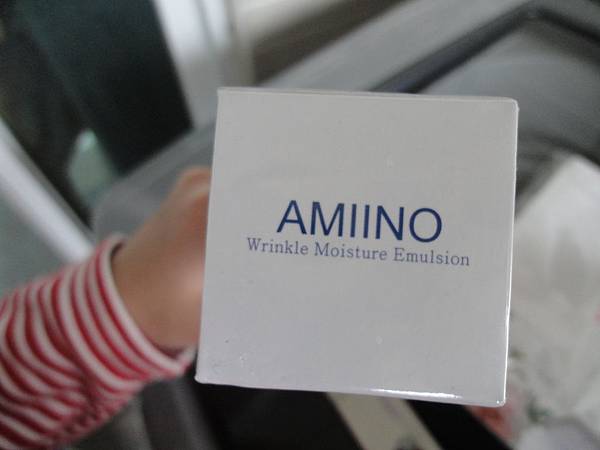 AMIINO
Wrinkle Moisture Emulsion